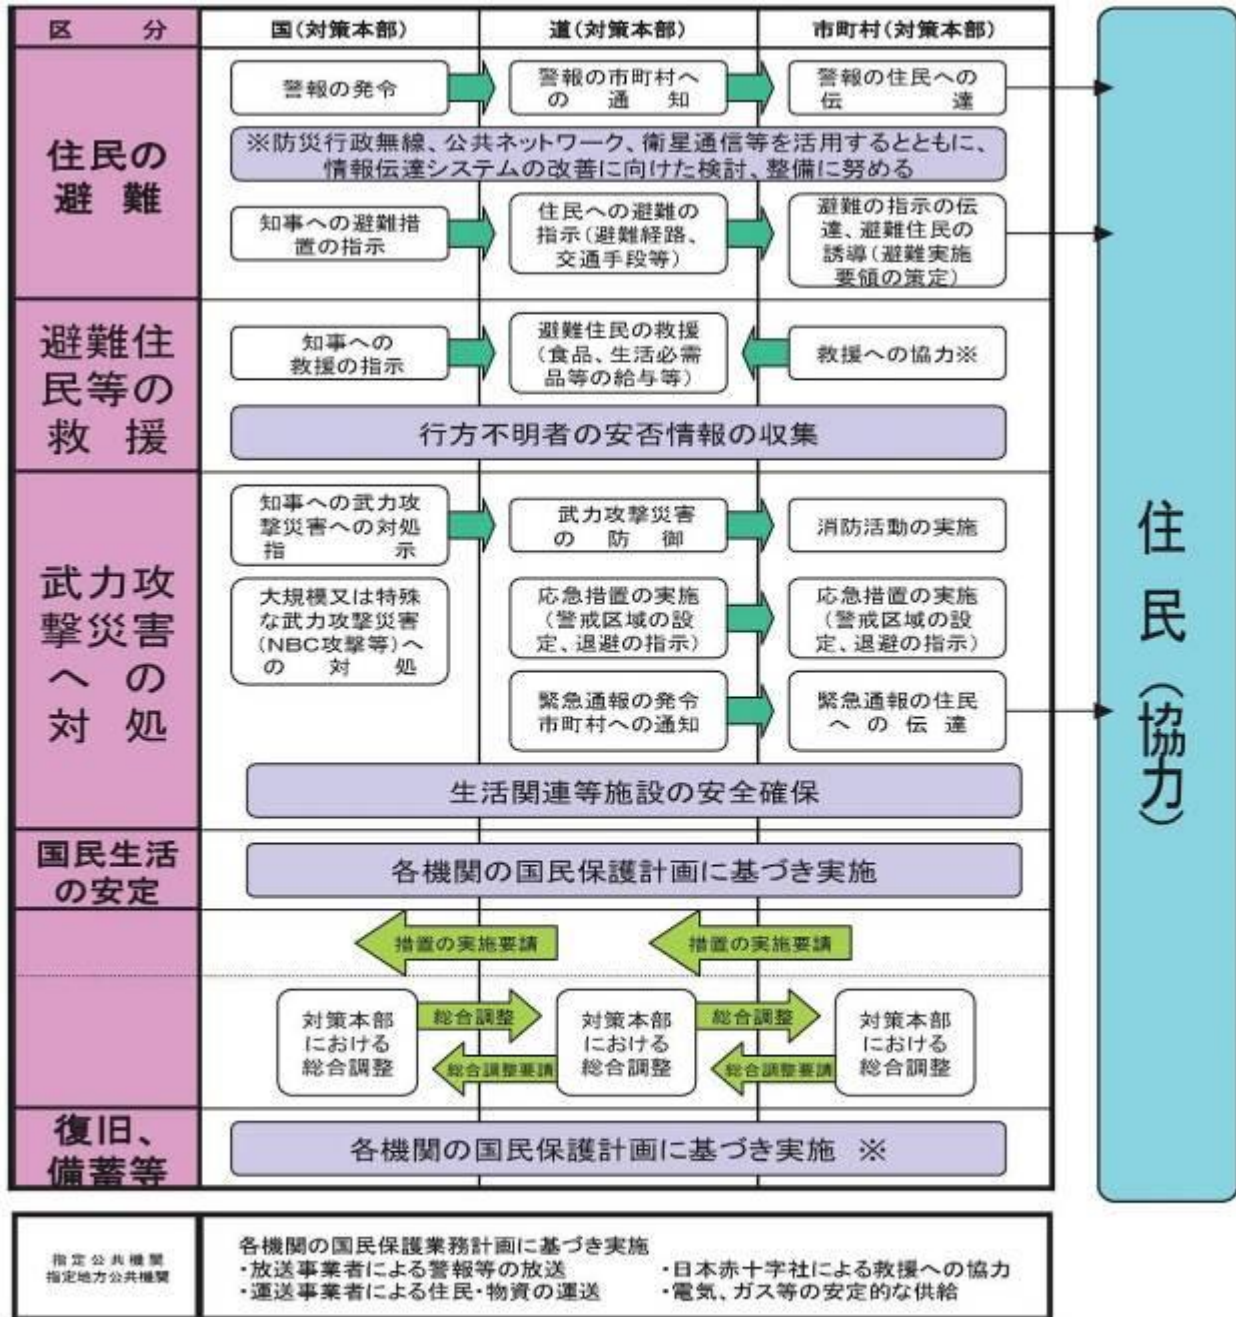 区　分
国(対策本部)
道(対策本部)
市町村(対策本部)
住民の
避難
警報の発令
警報の市町村へ
の通知
警報の住民への
伝達
※防災行政無線、公共ネットワーク、衛星通信等を活用するとともに、
情報伝達システムの改善に向けた検討、整備に努める
知事への避難措
置の指示
住民への避難の
指示(避難経路、
交通手段等)
避難の指示の伝
達、避難住民の
誘導(避難実施
要領の策定)
避難住
民等の
救援
知事への
救援の指示
避難住民の救援
(食品、生活必需
品等の給与等)
救援への協力※
行方不明者の安否情報の収集
武力攻
撃災害
への
対処
知事への武力攻
撃災害への対処
指示
武力攻撃災害
の防御
消防活動の実施
大規模又は特殊
な武力攻撃災害
(NBC攻撃等)へ
の対処
応急措置の実施
(警戒区域の設
定、退避の指示)
応急措置の実施
(警戒区域の設
定、退避の指示)
緊急通報の発令
市町村への通知
緊急通報の住民
への伝達
生活関連等施設の安全確保
国民生活
の安定
各機関の国民保護計画に基づき実施
措置の実施要請
措置の実施要請
対策本部
における
総合調整
総合調整
総合調整要請
対策本部
における
総合調整
総合調整
総合調整要請
対策本部
における
総合調整
復旧、
備蓄等
各機関の国民保護計画に基づき実施 ※
住民(協力)
指定公共機関
指定地方公共機関
各機関の国民保護業務計画に基づき実施
・放送事業者による警報等の放送
・日本赤十字社による救援への協力
・運送事業者による住民・物資の運送
・電気、ガス等の安定的な供給